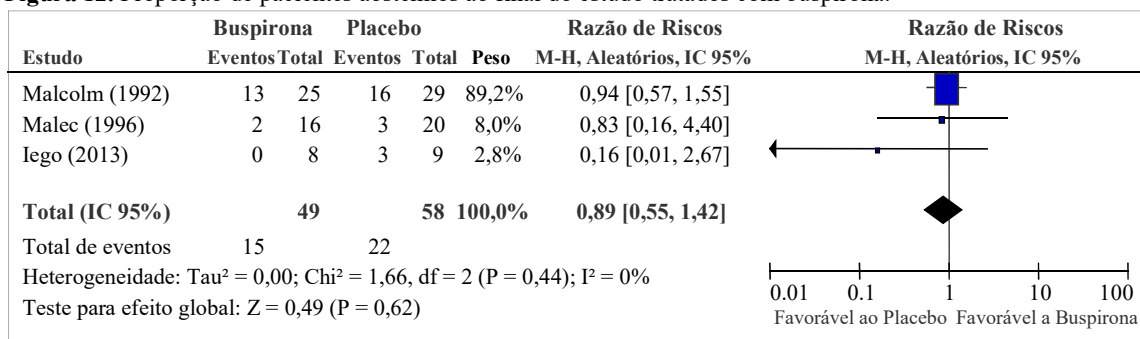 Figura 12. Proporção de pacientes abstêmios ao final do estudo tratados com buspirona.
Buspirona Placebo Razão de Riscos Razão de Riscos
Estudo Eventos Total Eventos Total Peso M-H, Aleatórios, IC 95% M-H, Aleatórios, IC 95%
Malcolm (1992) 13 25 16 29 89,2% 0,94 [0,57, 1,55]
Malec (1996) 2 16 3 20 8,0% 0,83 [0,16, 4,40]
Iego (2013) 0 8 3 9 2,8% 0,16 [0,01, 2,67]
Total (IC 95%) 49 58 100,0% 0,89 [0,55, 1,42]
Total de eventos 15 22
Heterogeneidade: Tau² = 0,00; Chi² = 1,66, df = 2 (P = 0,44); I² = 0%
Teste para efeito global: Z = 0,49 (P = 0,62)
0.01 0.1 1 10 100
Favorável ao Placebo Favorável a Buspirona